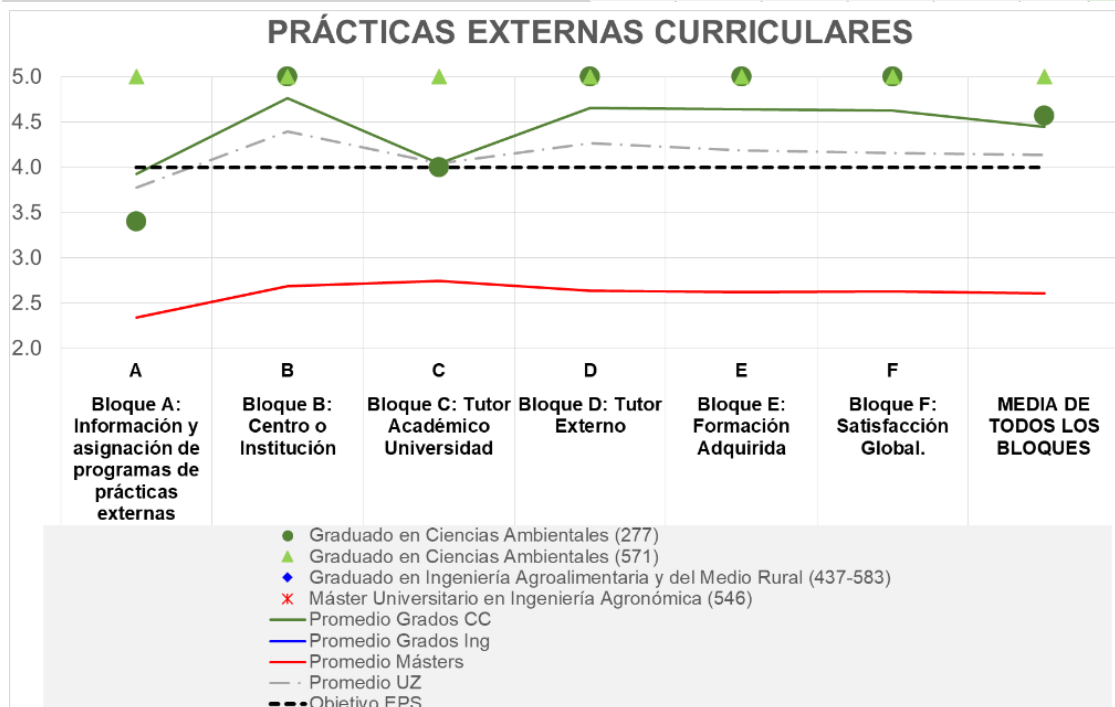 PRÁCTICAS EXTERNAS CURRICULARES
5.0
4.5
4.0
3.5
3.0
2.5
2.0
A
B
C
D
E
F
Bloque A:
Información y
asignación de
programas de
prácticas
externas
Bloque B:
Centro o
Institución
Bloque C: Tutor
Académico
Universidad
Bloque D: Tutor
Externo
Bloque E:
Formación
Adquirida
Bloque F:
Satisfacción
Global.
MEDIA DE
TODOS LOS
BLOQUES
Graduado en Ciencias Ambientales (277)
Graduado en Ciencias Ambientales (571)
Graduado en Ingeniería Agroalimentaria y del Medio Rural (437-583)
Máster Universitario en Ingeniería Agronómica (546)
Promedio Grados CC
Promedio Grados Ing
Promedio Másters
Promedio UZ
Objetivo EPS